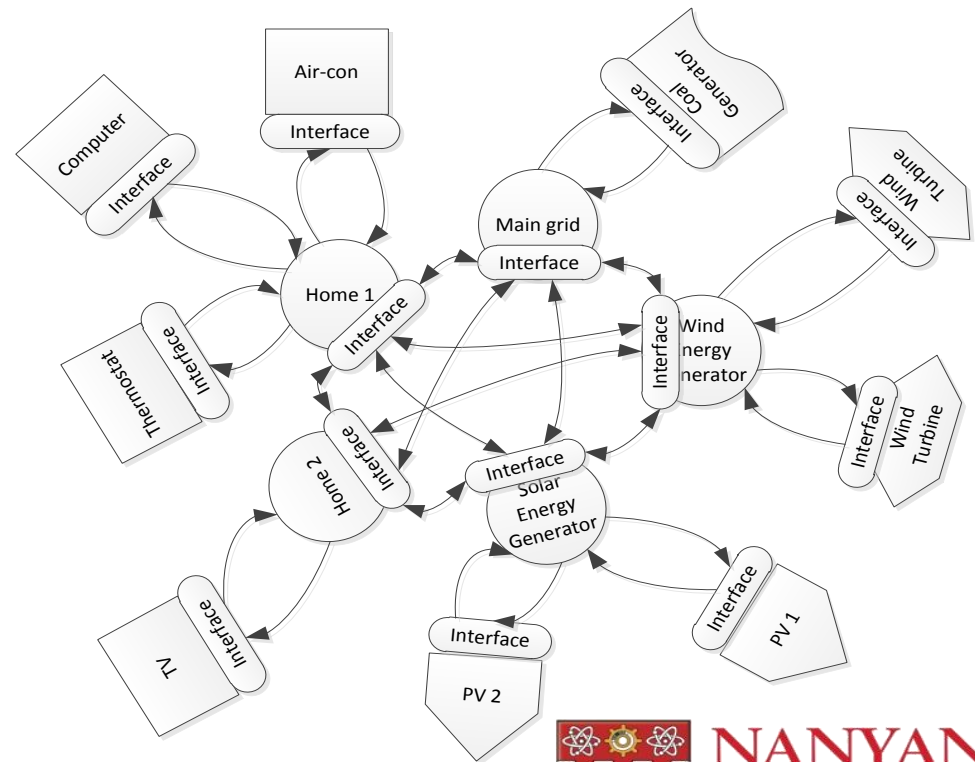 Air-con
Interface
Computer
Interface
Interface
Coal
Generator
Main grid
Interface
Wind
Turbine
Interface
Home 1
Interface
Interface
Wind
nergy
nerator
Thermostat
Interface
Interface
Wind
Turbine
Home 2
Interface
Interface
Solar
Energy
Generator
TV
Interface
Interface
PV 2
Interface
PV 1
NANYAN